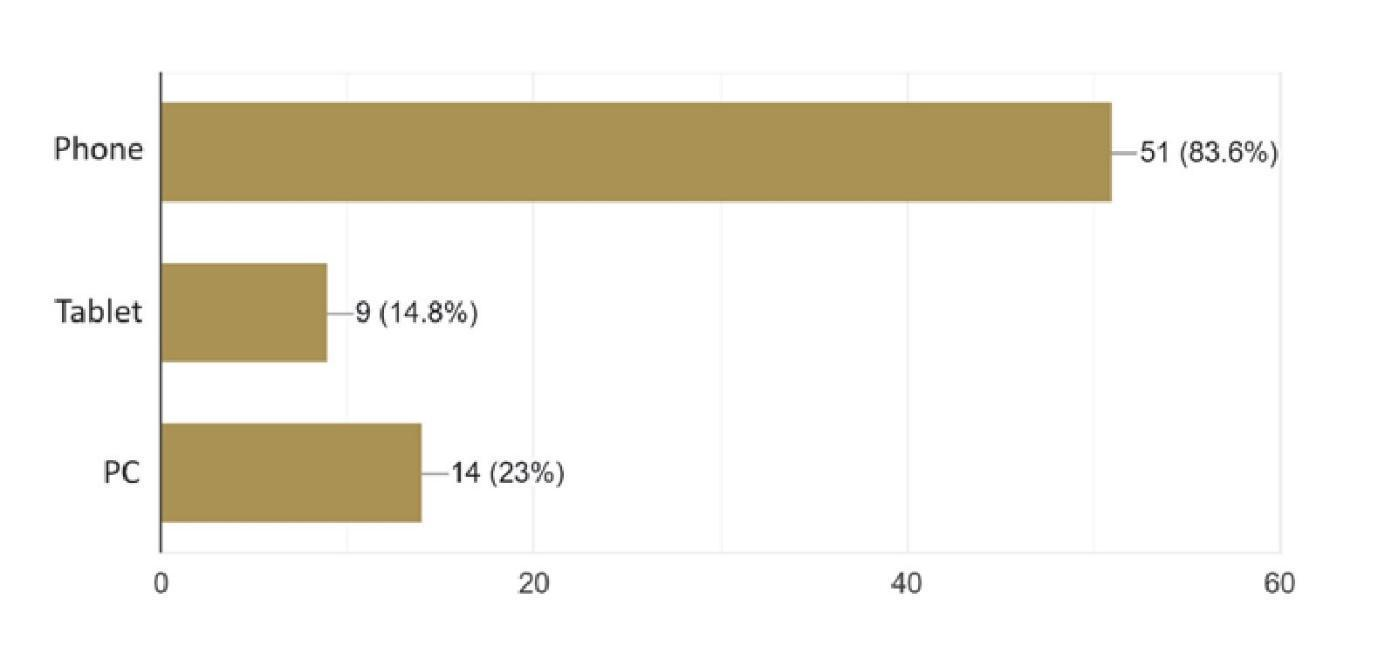 Phone 51 (83.6%)
Tablet 9 (14.8%)
PC 14 (23%)
0 20 40 60